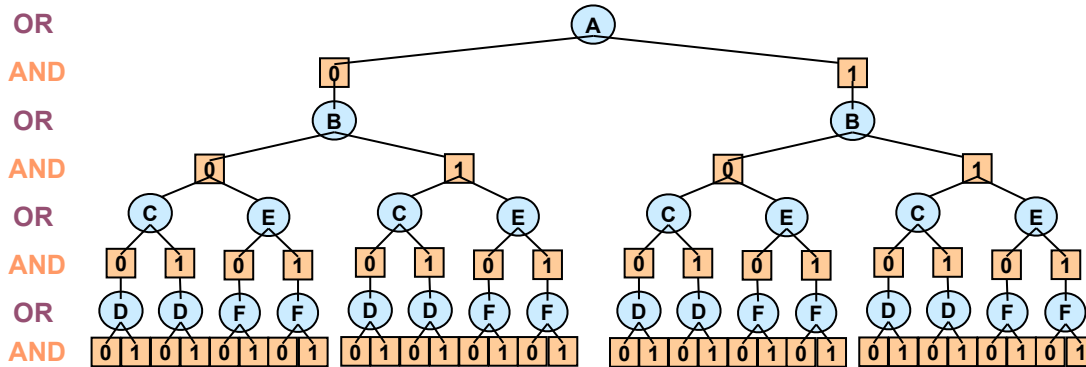 OR A
AND 0 1
OR B B
AND 0 1 0 1
OR C E C E C E C E
AND 0 1 0 1 0 1 0 1 0 1 0 1 0 1 0 1
OR D D F F D D F F D D F F D D F F
AND 0 1 0 1 0 1 0 1 0 1 0 1 0 1 0 1 0 1 0 1 0 1 0 1 0 1 0 1 0 1 0 1